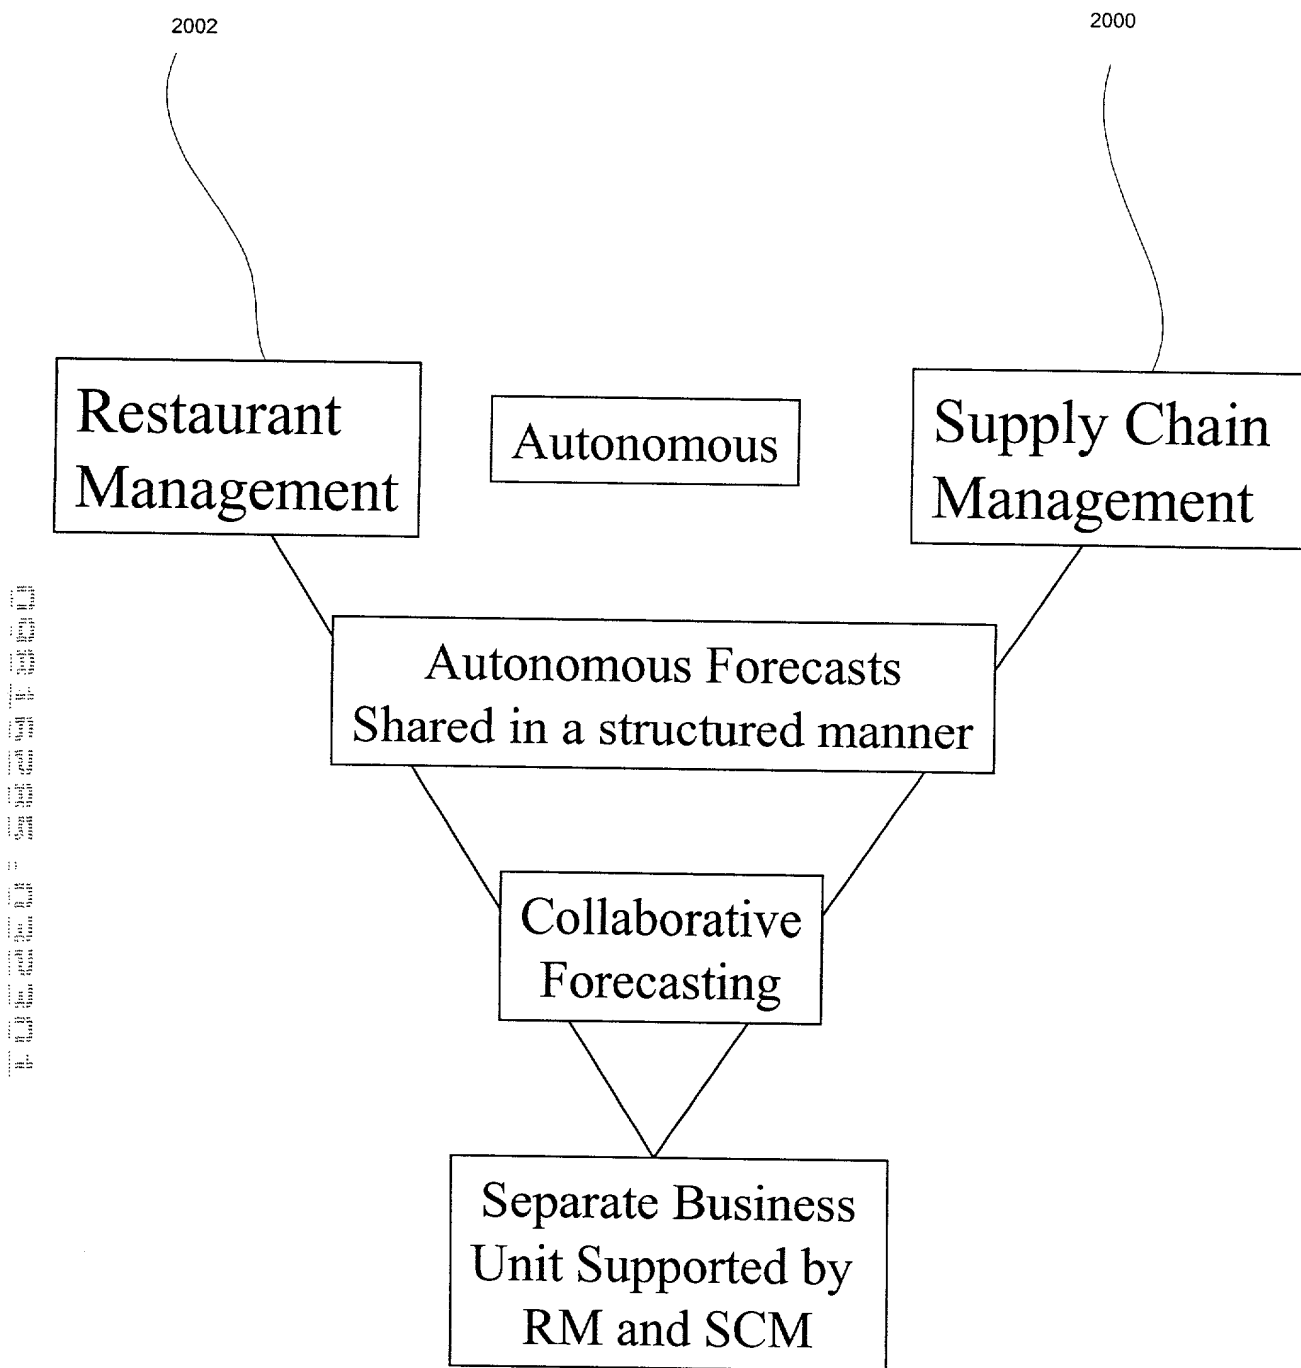 2002
2000
Restaurant
Management
Autonomous
Supply Chain
Management
Autonomous Forecasts
Shared in a structured manner
Collaborative
Forecasting
Separate Business
Unit Supported by
RM and SCM